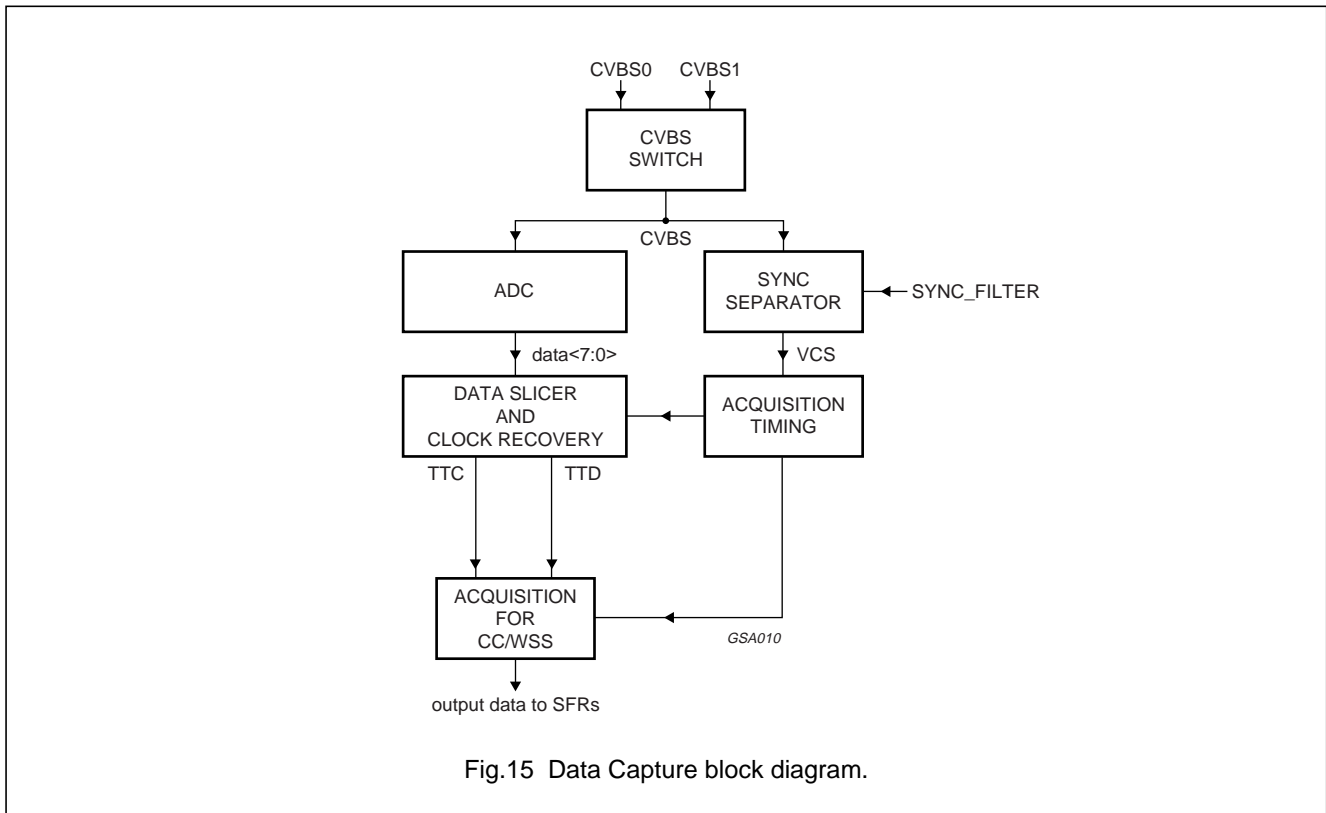 CVBS0 CVBS1
CVBS
SWITCH
CVBS
ADC
SYNC
SEPARATOR
SYNC_FILTER
data<7:0>
VCS
DATA SLICER
AND
CLOCK RECOVERY
ACQUISITION
TIMING
TTC TTD
ACQUISITION
FOR
CC/WSS
GSA010
output data to SFRs
Fig.15 Data Capture block diagram.